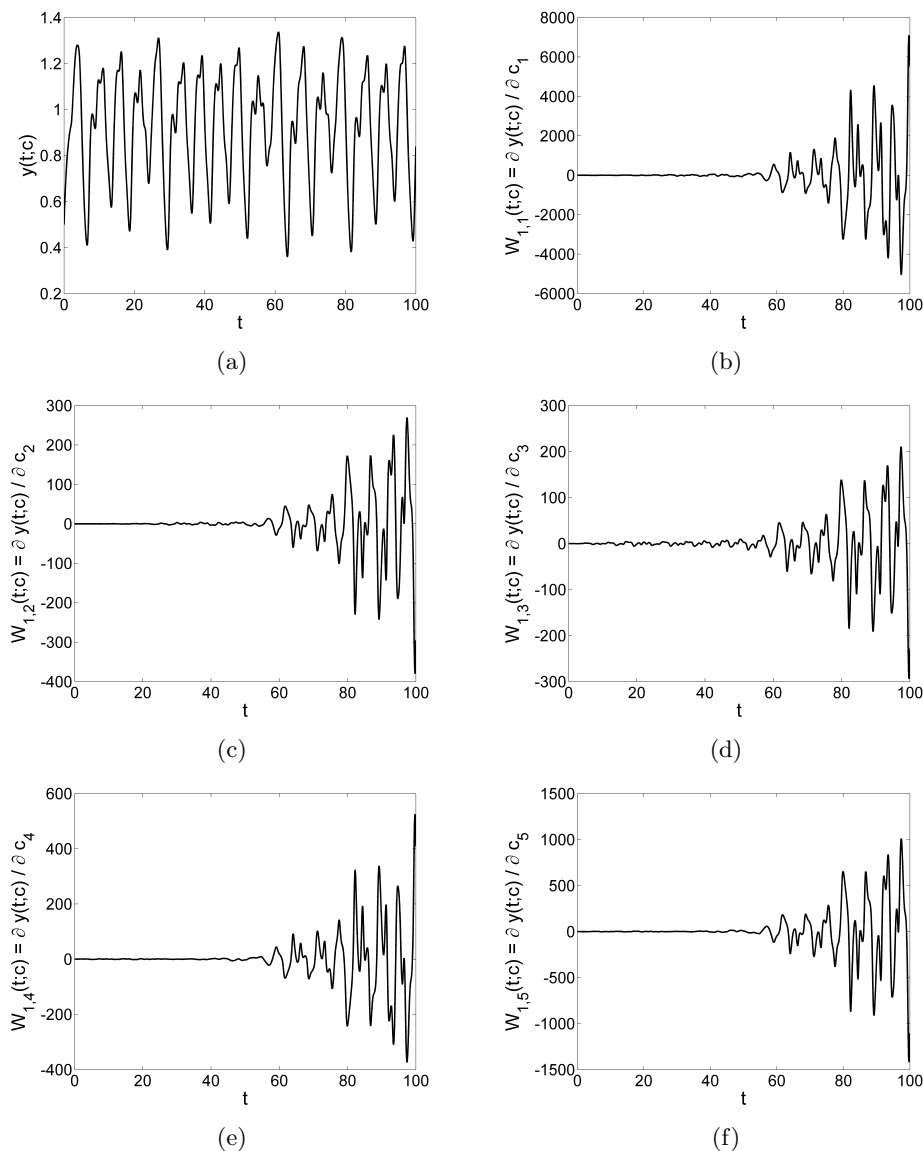 1.4
1.2
1
0.8
0.6
0.4
0.2
y(t;c)
0 20 40 60 80 100
t
(a)
8000
6000
4000
2000
0
-2000
-4000
-6000
W1,1(t;c) = ∂ y(t;c) / ∂ c1
0 20 40 60 80 100
t
(b)
300
200
100
0
-100
-200
-300
-400
W1,2(t;c) = ∂ y(t;c) / ∂ c2
0 20 40 60 80 100
t
(c)
300
200
100
0
-100
-200
-300
W1,3(t;c) = ∂ y(t;c) / ∂ c3
0 20 40 60 80 100
t
(d)
600
400
200
0
-200
-400
W1,4(t;c) = ∂ y(t;c) / ∂ c4
0 20 40 60 80 100
t
(e)
1500
1000
500
0
-500
-1000
-1500
W1,5(t;c) = ∂ y(t;c) / ∂ c5
0 20 40 60 80 100
t
(f)